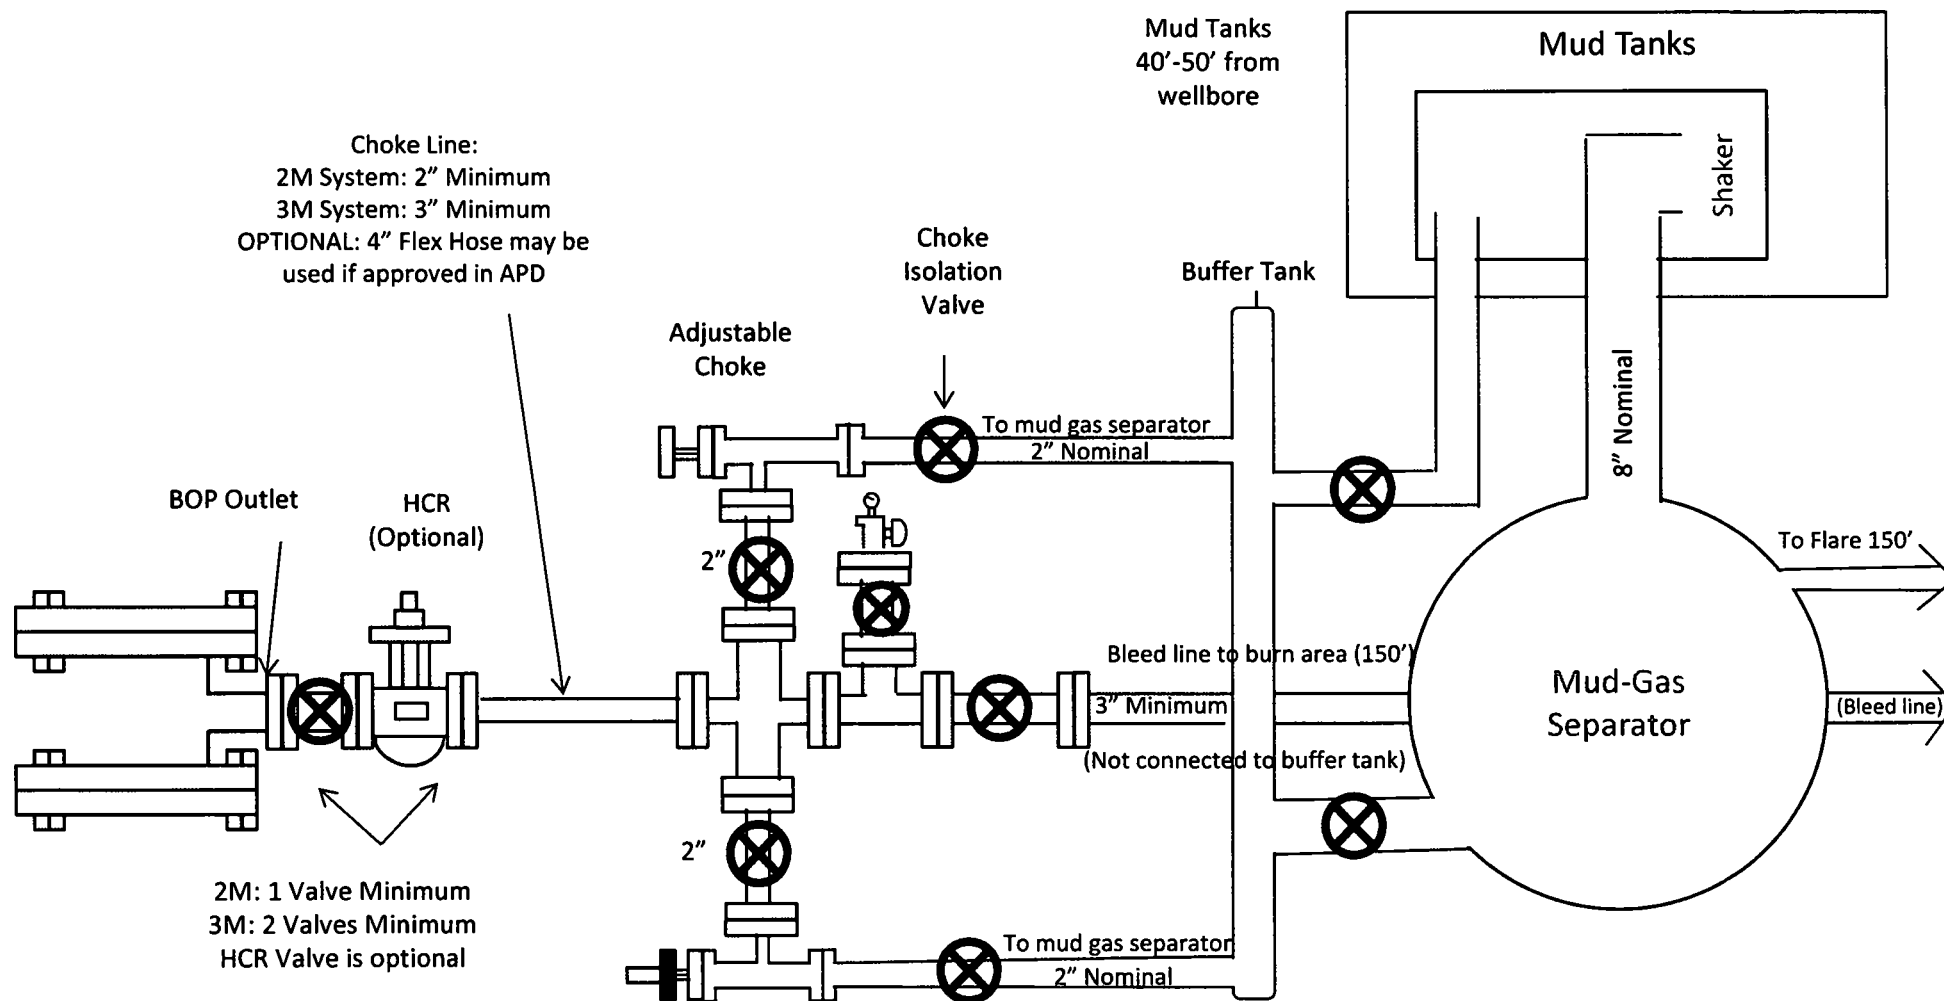 Mud Tanks
40’-50’ from
wellbore
Mud Tanks
Shaker
Choke Line:
2M System: 2” Minimum
3M System: 3” Minimum
OPTIONAL: 4” Flex Hose may be
used if approved in APD
Choke
Isolation
Valve
Buffer Tank
Adjustable
Choke
8” Nominal
To mud gas separator
2” Nominal
BOP Outlet
HCR
(Optional)
2”
To Flare 150’
Bleed line to burn area (150’)
3” Minimum
(Not connected to buffer tank)
Mud-Gas
Separator
(Bleed line)
2”
2M: 1 Valve Minimum
3M: 2 Valves Minimum
HCR Valve is optional
To mud gas separator
2” Nominal